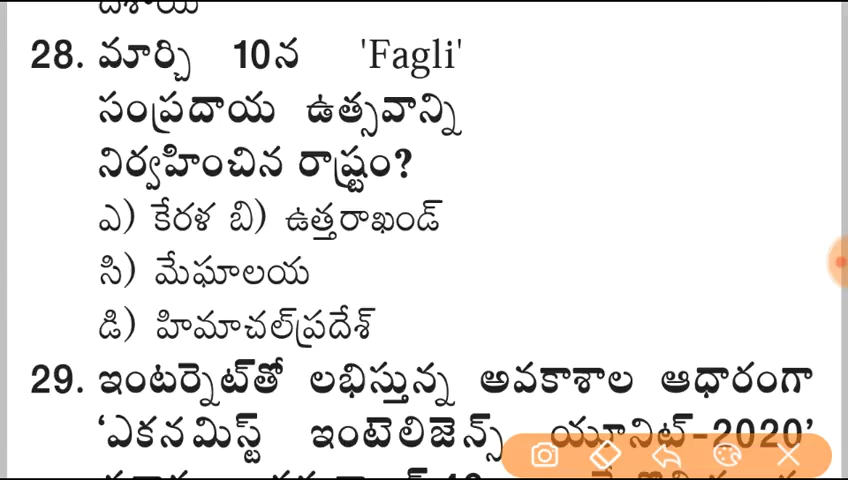 28. మార్చి 10న 'Fagli'
సంప్రదాయ ఉత్సవాన్ని
నిర్వహించిన రాష్ట్రం?
ఎ) కేరళ బి) ఉత్తరాఖండ్
సి) మేఘాలయ
డి) హిమాచల్‌ప్రదేశ్
29. ఇంటర్నెట్‌తో లభిస్తున్న అవకాశాల ఆధారంగా
‘ఎకనమిస్ట్ ఇంటెలిజెన్స్ యూనిట్-2020’